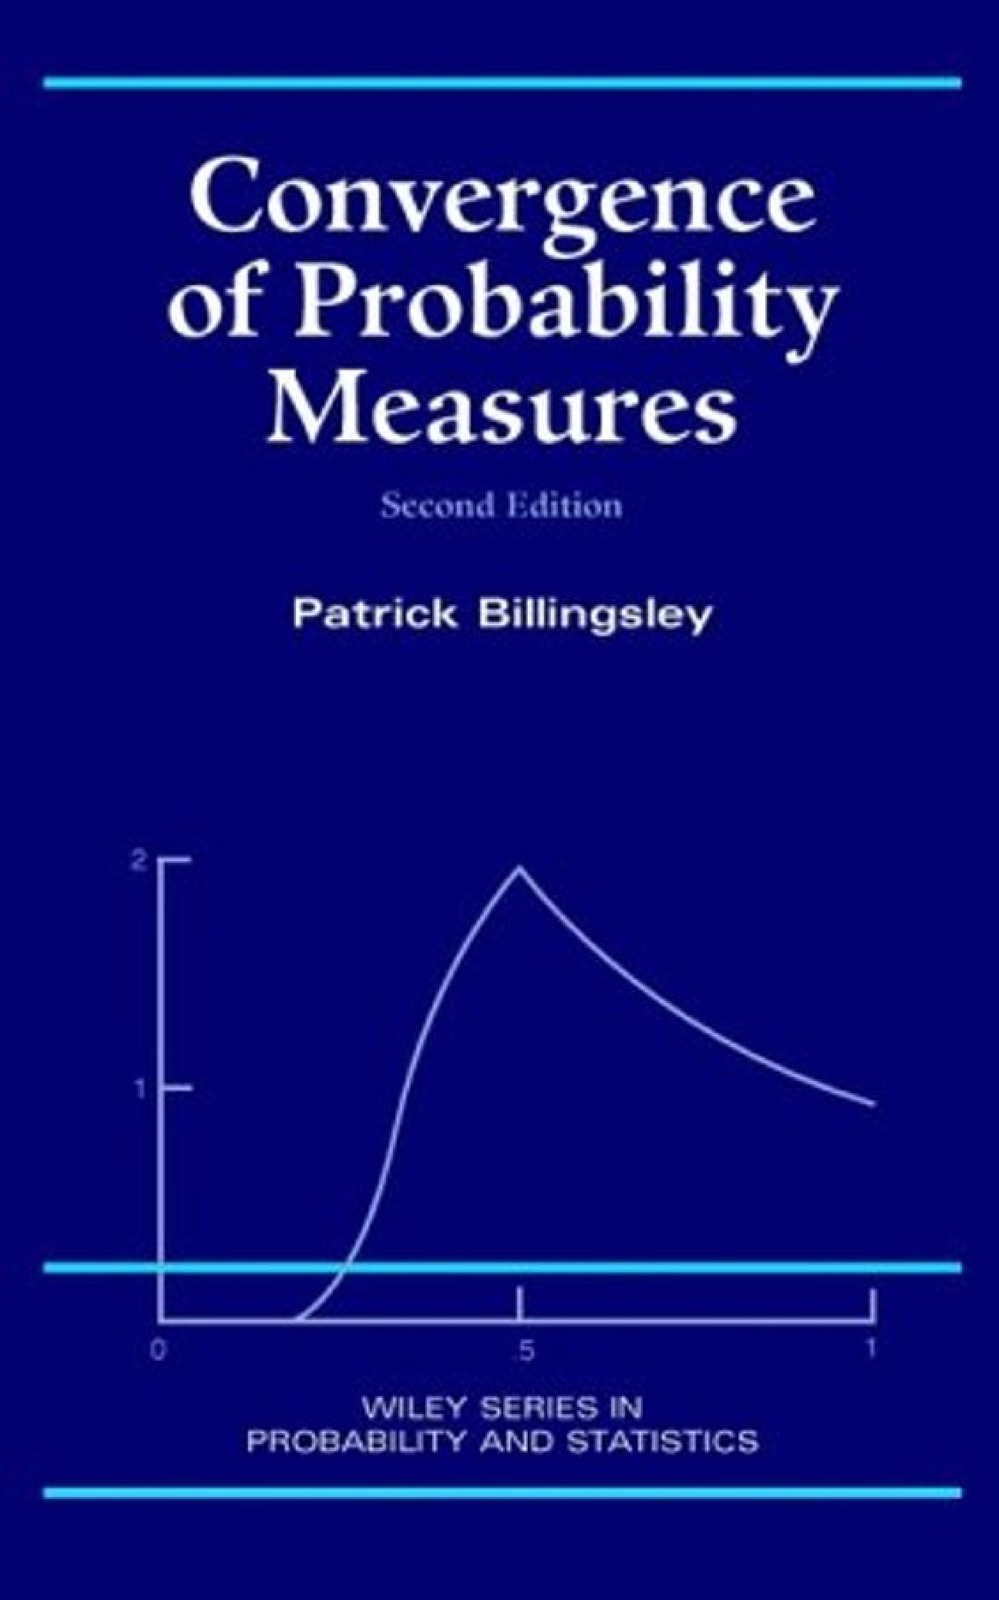 Convergence
of Probability
Measures
Second Edition
Patrick Billingsley
2
1
0
.5
1
WILEY SERIES IN
PROBABILITY AND STATISTICS